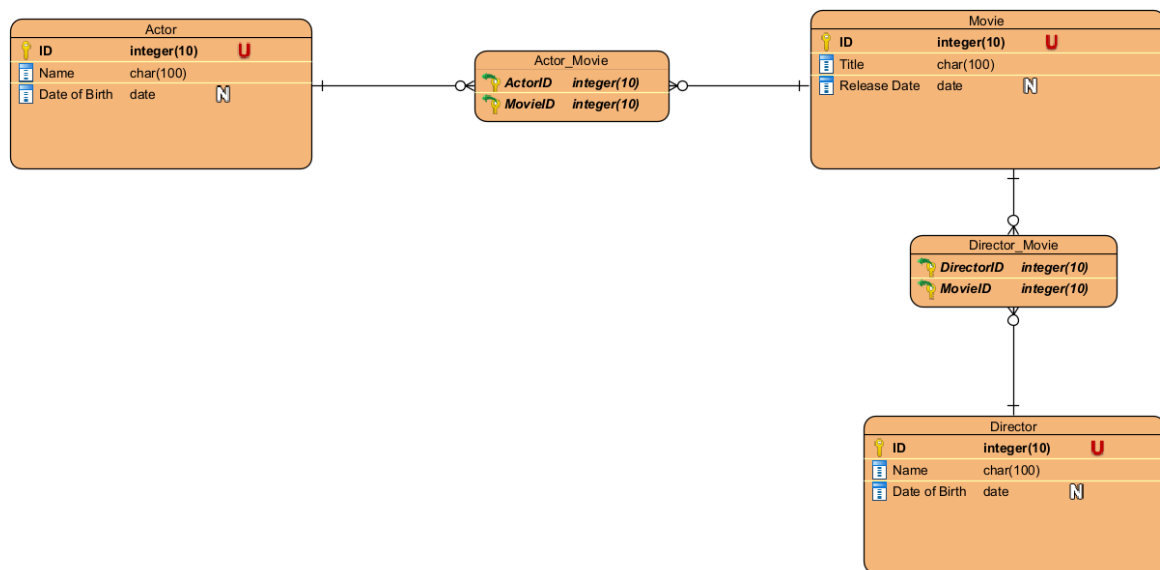 Actor
ID integer(10) U
Name char(100)
Date of Birth date N
Actor_Movie
ActorID integer(10)
MovieID integer(10)
Movie
ID integer(10) U
Title char(100)
Release Date date N
Director_Movie
DirectorID integer(10)
MovieID integer(10)
Director
ID integer(10) U
Name char(100)
Date of Birth date N